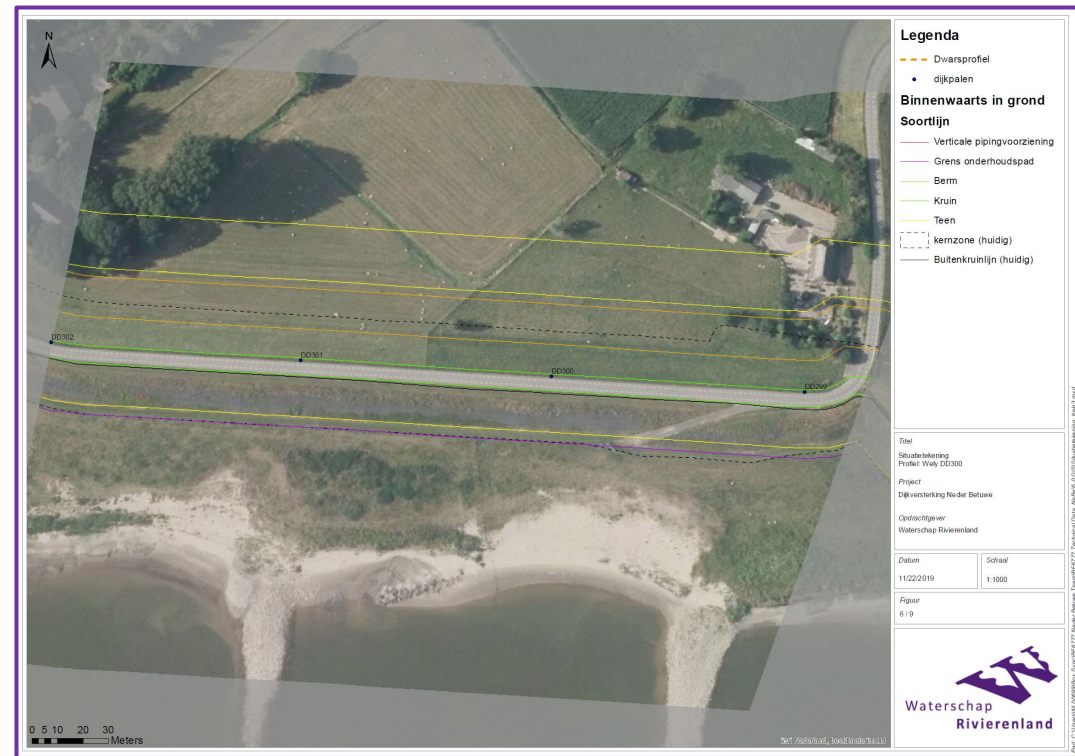 N
DD302
DD301
DD300
DD299
0 5 10 20 30
Meters
Legenda
Dwarsprofiel
dijkpalen
Binnenwaarts in grond
Soortlijn
Verticale pipingvoorziening
Grens onderhoudspad
Berm
Kruin
Teen
kernzone (huidig)
Buitenkruinlijn (huidig)
Titel
Situatietekening
Profiel: Wely DD300
Project
Dijkversterking Neder Betuwe
Opdrachtgever
Waterschap Rivierenland
Datum
11/22/2019
Schaal
1:1000
Figuur
6 / 9
Waterschap
Rivierenland